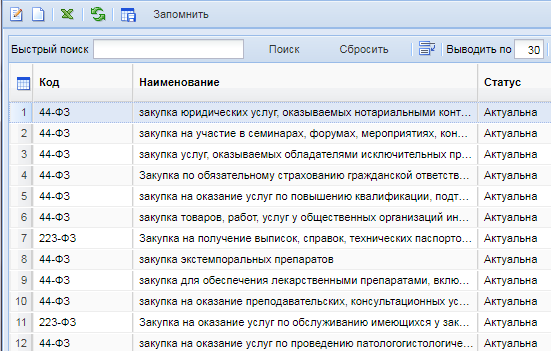 Запомнить
Быстрый поиск Поиск Сбросить Выводить по 30
Код Наименование Статус
1 44-ФЗ закупка юридических услуг, оказываемых нотариальными конт... Актуальна
2 44-ФЗ закупка на участие в семинарах, форумах, мероприятиях, кон... Актуальна
3 44-ФЗ закупка услуг, оказываемых обладателями исключительных пр... Актуальна
4 44-ФЗ Закупка по обязательному страхованию гражданской ответств... Актуальна
5 44-ФЗ закупка на оказание услуг по повышению квалификации, подт... Актуальна
6 44-ФЗ закупка товаров, работ, услуг у общественных организаций ин... Актуальна
7 223-ФЗ Закупка на получение выписок, справок, технических паспорто... Актуальна
8 44-ФЗ закупка экстемпоральных препаратов Актуальна
9 44-ФЗ закупка для обеспечения лекарственными препаратами, вклю... Актуальна
10 44-ФЗ закупка на оказание преподавательских, консультационных ус... Актуальна
11 223-ФЗ Закупка на оказание услуг по обслуживанию имеющихся у зак... Актуальна
12 44-ФЗ закупка на оказание услуг по проведению патологогистологиче... Актуальна